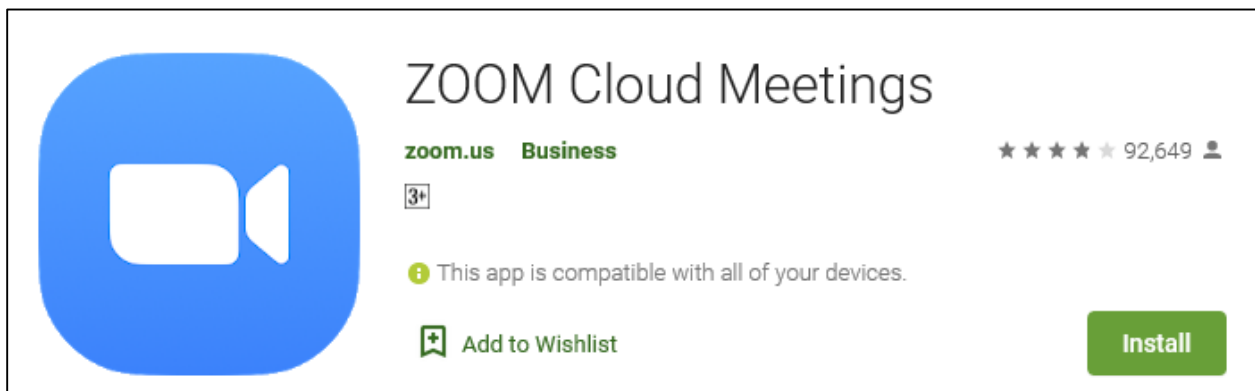 ZOOM Cloud Meetings
zoom.us Business 92,649
3+
This app is compatible with all of your devices.
Add to Wishlist Install